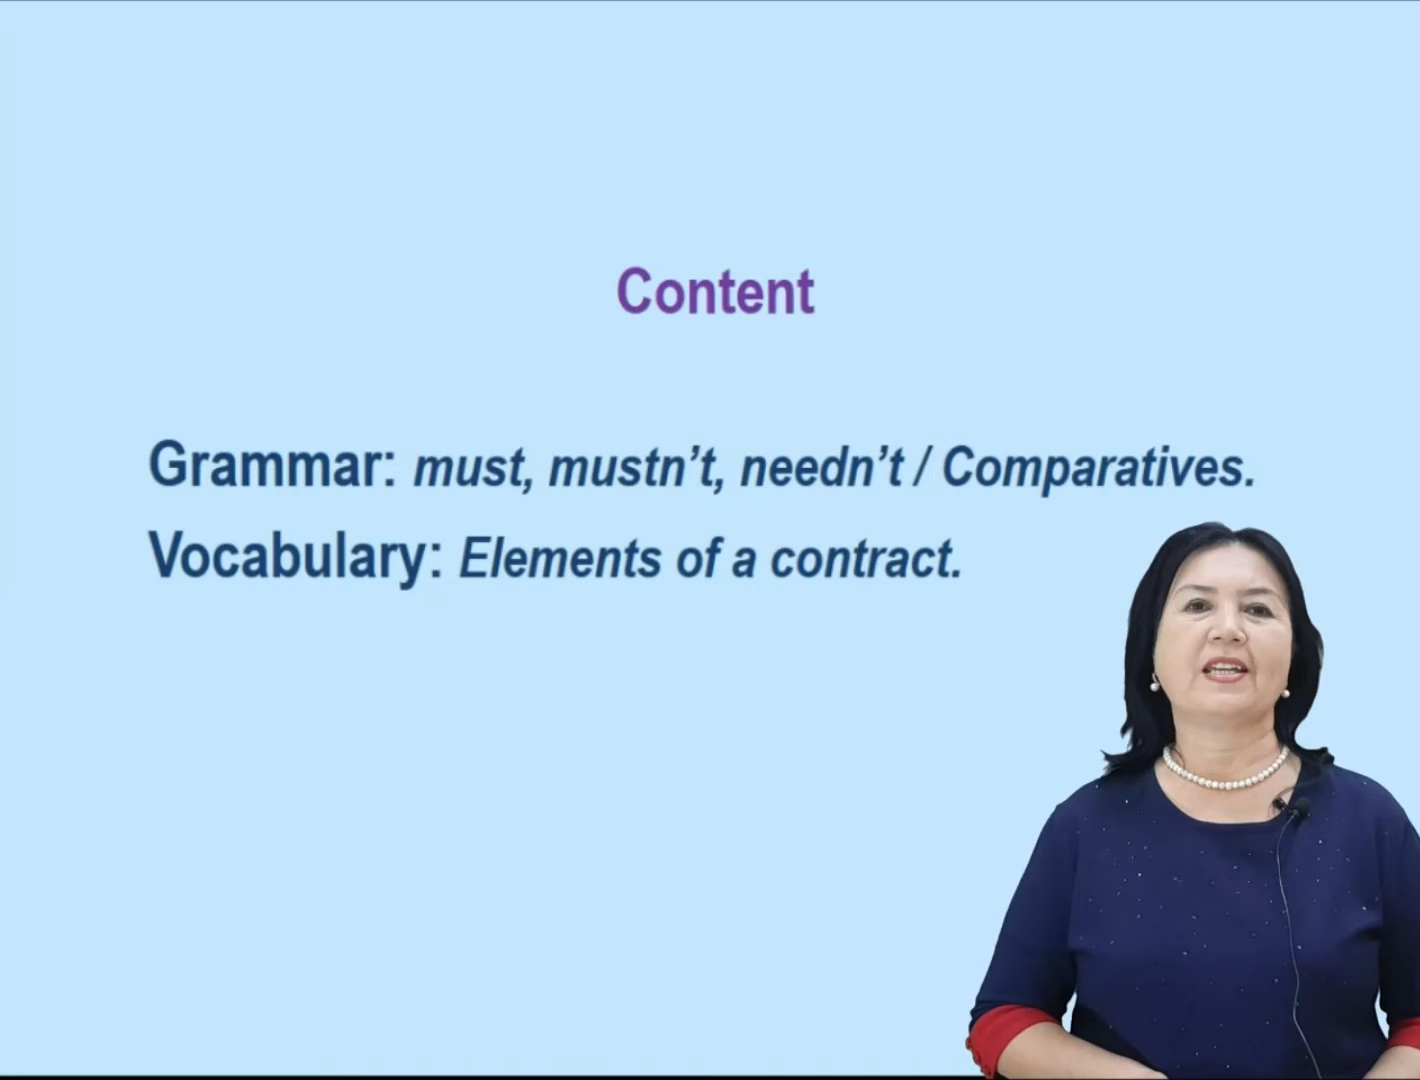 Content
Grammar: must, mustn’t, needn’t / Comparatives.
Vocabulary: Elements of a contract.